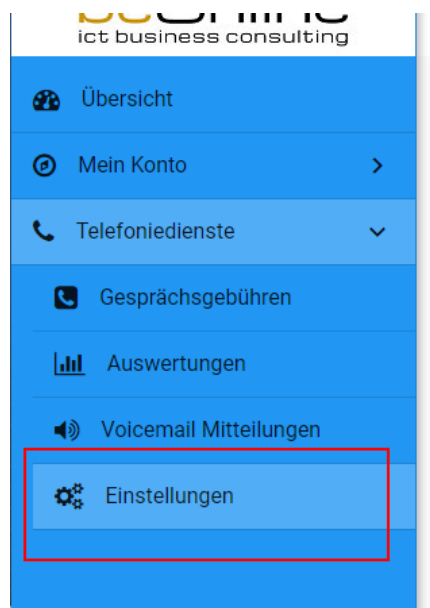 ict business consulting
Übersicht
Mein Konto
Telefoniedienste
Gesprächsgebühren
Auswertungen
Voicemail Mitteilungen
Einstellungen